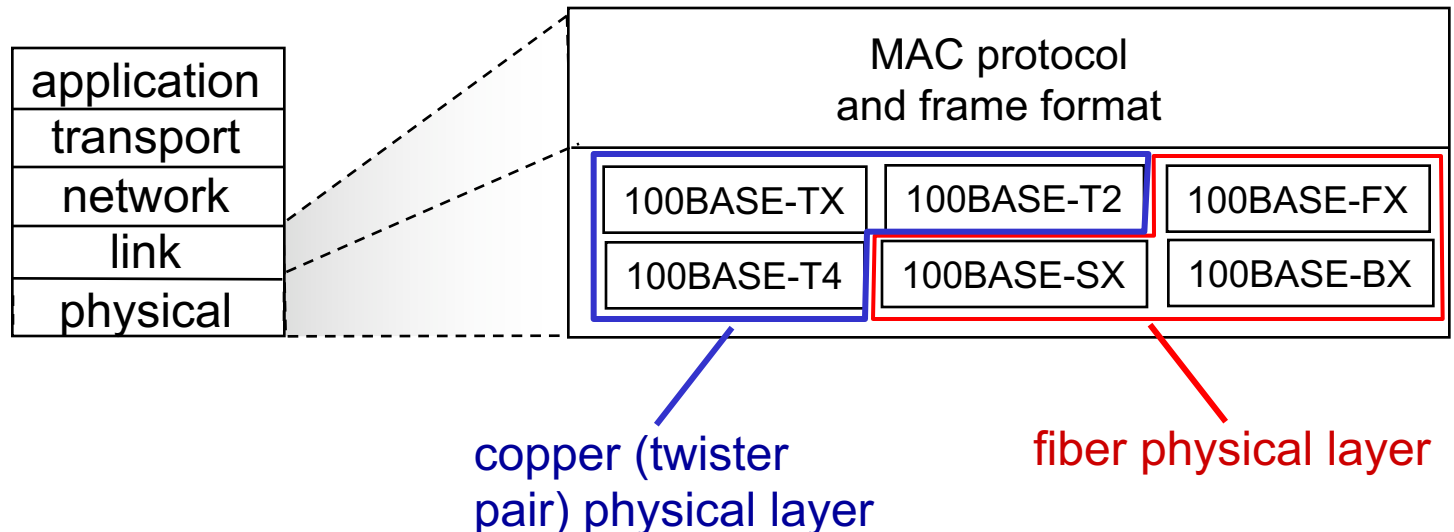 application
transport
network
link
physical
MAC protocol
and frame format
100BASE-TX
100BASE-T2
100BASE-FX
100BASE-T4
100BASE-SX
100BASE-BX
copper (twister
pair) physical layer
fiber physical layer